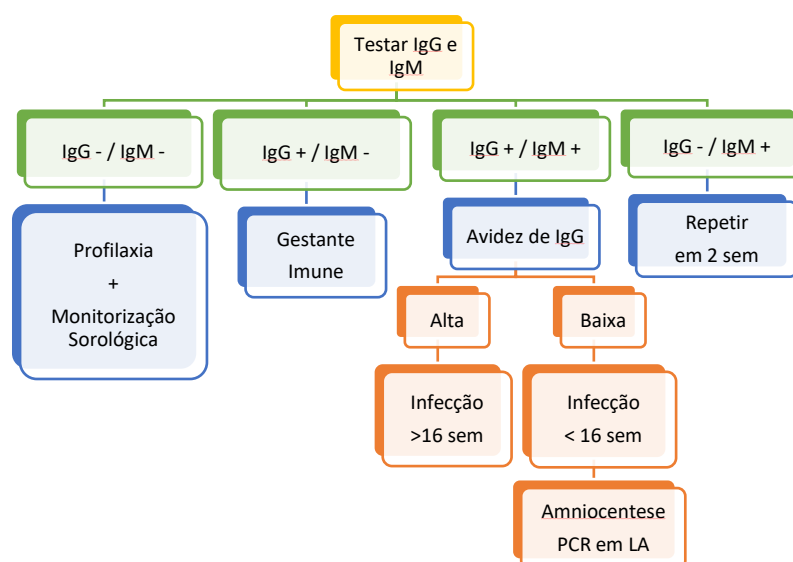 Testar IgG e
IgM
IgG - / IgM -
IgG + / IgM -
IgG + / IgM +
IgG - / IgM +
Profilaxia
+
Monitorização
Sorológica
Gestante
Imune
Avidez de IgG
Repetir
em 2 sem
Alta
Baixa
Infecção
>16 sem
Infecção
< 16 sem
Amniocentese
PCR em LA